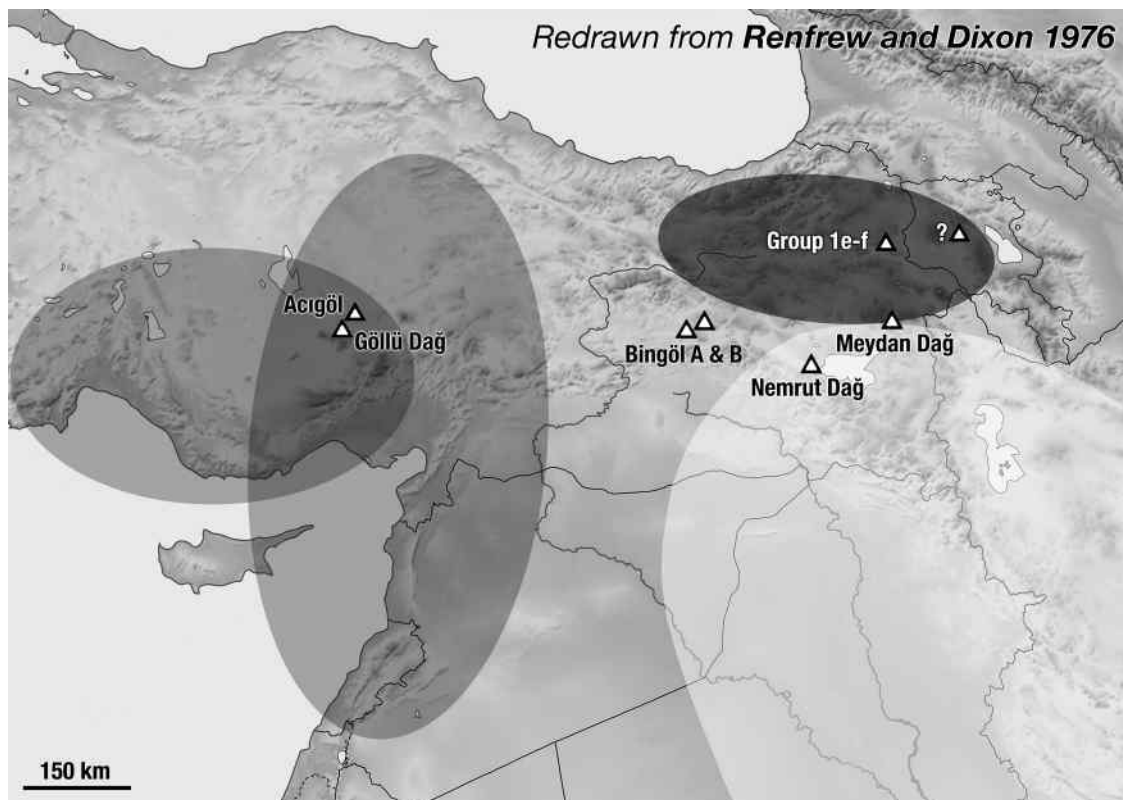 Redrawn from Renfrew and Dixon 1976
Group 1e-f
?
Acıgöl
Göllü Dağ
Bingöl A & B
Meydan Dağ
Nemrut Dağ
150 km